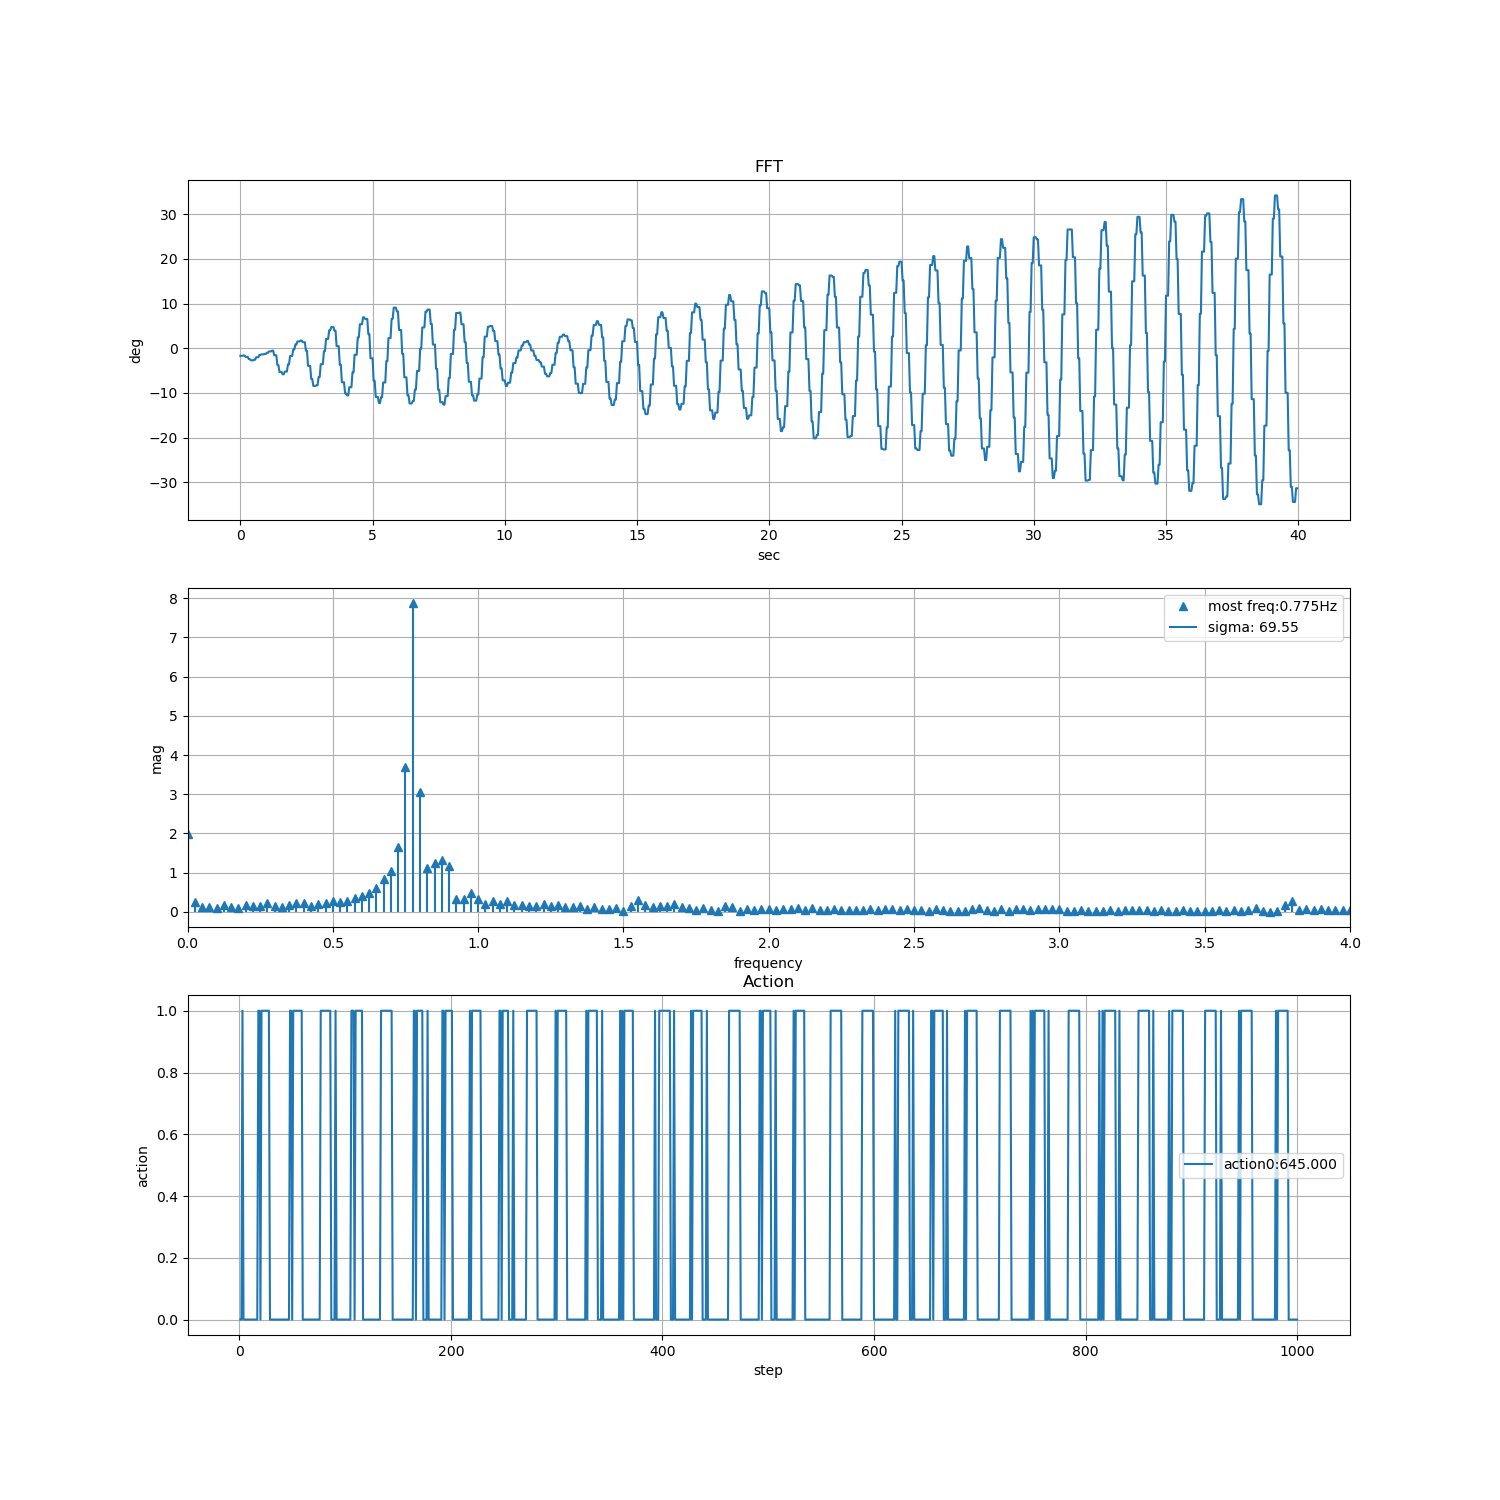 FFT
30
20
10
0
−10
−20
−30
deg
0 5 10 15 20 25 30 35 40
sec
8
7
6
5
4
3
2
1
0
mag
most freq:0.775Hz
sigma: 69.55
0.0 0.5 1.0 1.5 2.0 2.5 3.0 3.5 4.0
frequency
Action
1.0
0.8
0.6
0.4
0.2
0.0
action
action0:645.000
0 200 400 600 800 1000
step